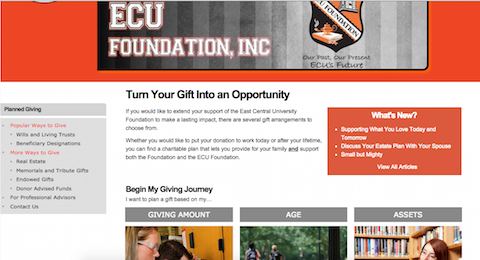 ECU
FOUNDATION, INC
ECU FOUNDATION
Our Past, Our Present
ECU's Future
Planned Giving
Popular Ways to Give
Wills and Living Trusts
Beneficiary Designations
More Ways to Give
Real Estate
Memorials and Tribute Gifts
Endowed Gifts
Donor Advised Funds
For Professional Advisors
Contact Us
Turn Your Gift Into an Opportunity
If you would like to extend your support of the East Central University
Foundation to make a lasting impact, there are several gift arrangements to
choose from.
Whether you would like to put your donation to work today or after your lifetime,
you can find a charitable plan that lets you provide for your family and support
both the Foundation and the ECU Foundation.
What's New?
Supporting What You Love Today and
Tomorrow
Discuss Your Estate Plan With Your Spouse
Small but Mighty
View All Articles
Begin My Giving Journey
I want to plan a gift based on my...
GIVING AMOUNT
AGE
ASSETS